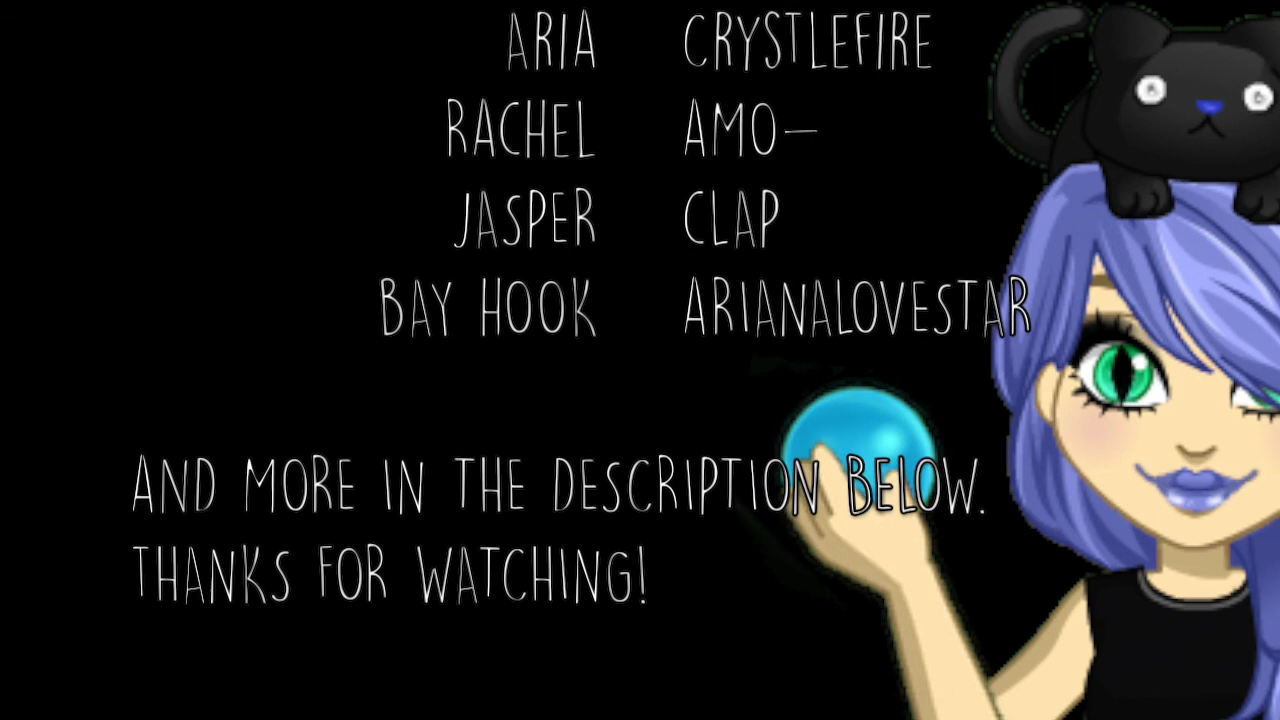 ARIA CRYSTLEFIRE
RACHEL AMO-
JASPER CLAP
BAY HOOK ARIANALOVESTAR
AND MORE IN THE DESCRIPTION BELOW.
THANKS FOR WATCHING!